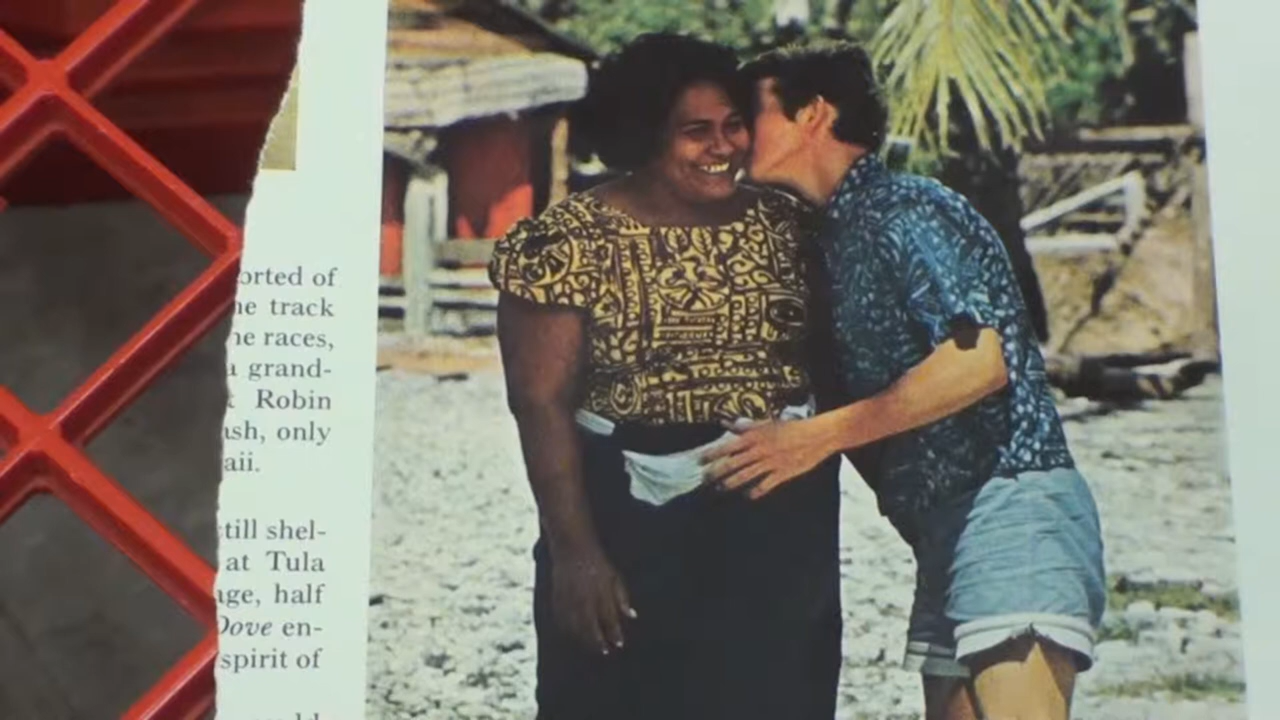 orted of
he track
he races,
a grand-
Robin
ash, only
aii.
till shel-
at Tula
age, half
Dove en-
spirit of